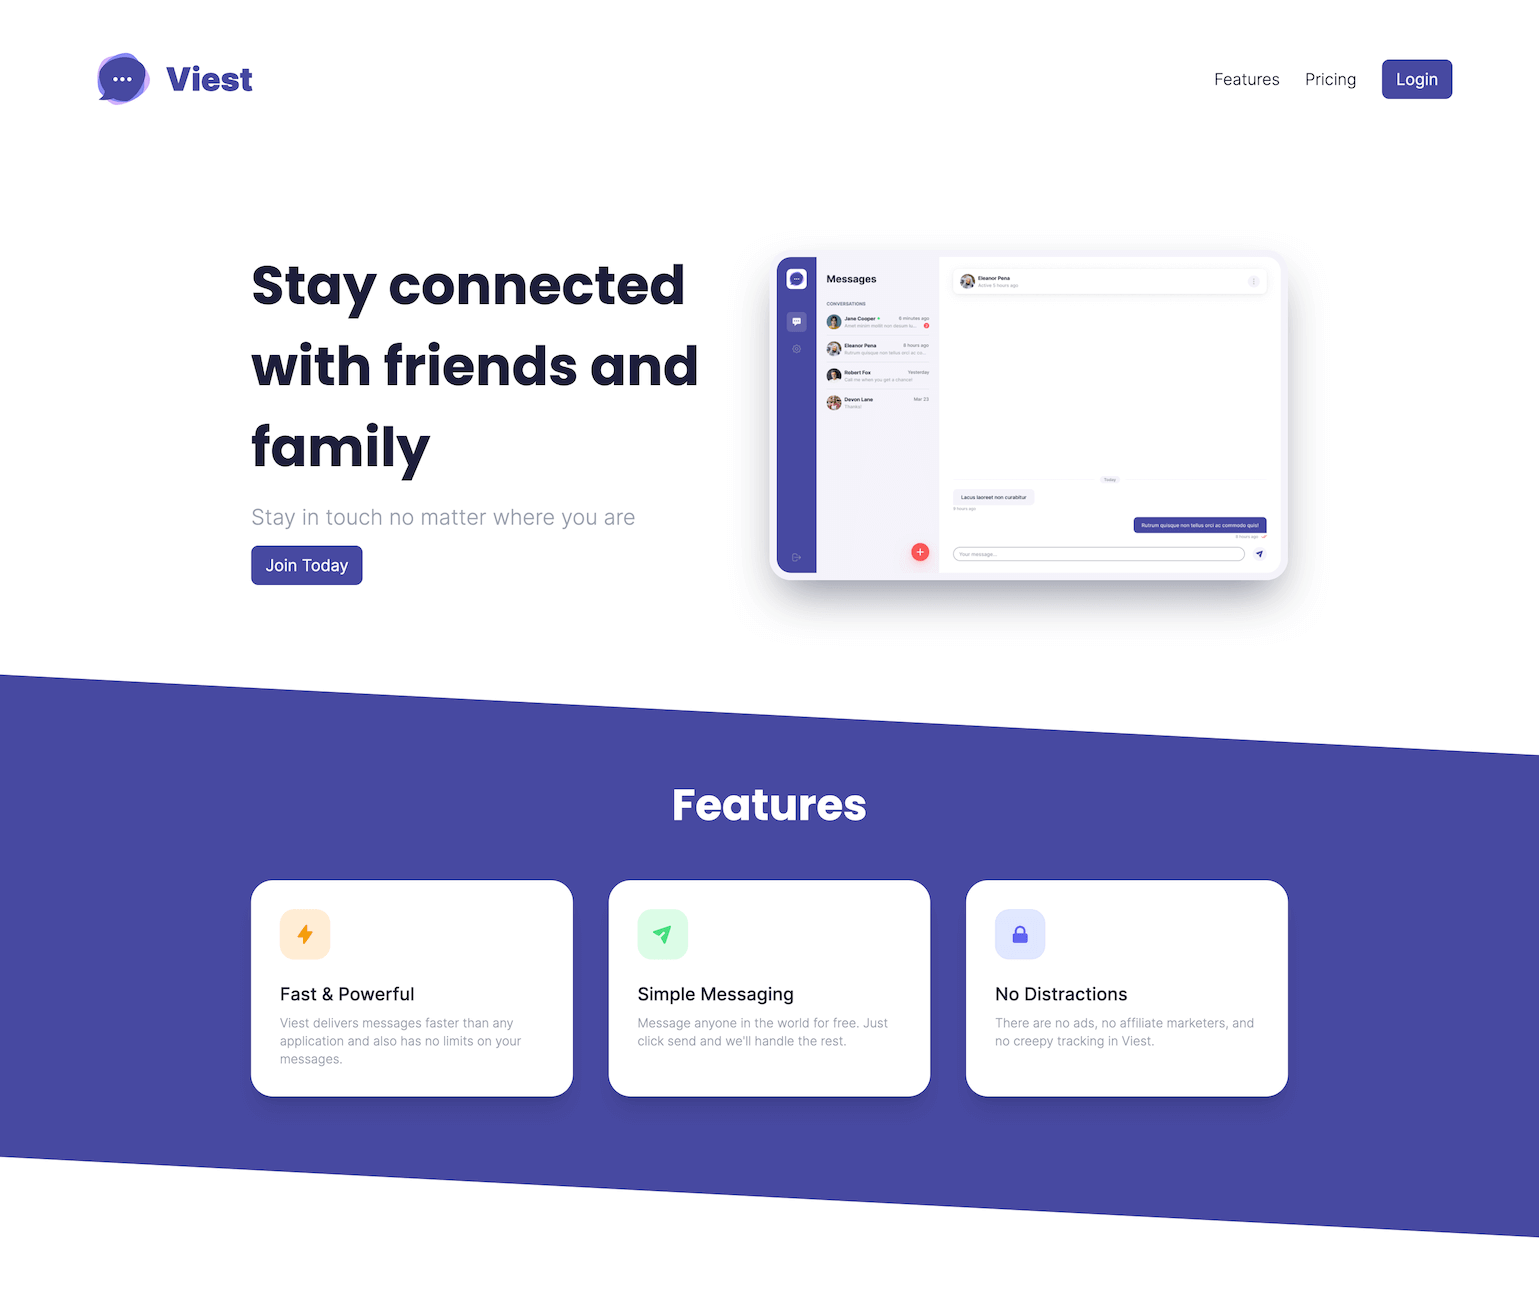 Viest
Features
Pricing
Login
Stay connected
with friends and
family
Stay in touch no matter where you are
Join Today
Messages
CONVERSATIONS
Jane Cooper
6 minutes ago
Amet minim mollit non desun tu...
Eleanor Pena
8 hours ago
Rutrum quisque non tellus orci ac co...
Robert Fox
Yesterday
Call me when you get a chance!
Devon Lane
Mar 23
Thanks!
Eleanor Pena
Active 5 hours ago
Today
Lacus laoreet non curabitur
9 hours ago
Rutrum quisque non tellus orci ac commodo quis!
8 hours ago
Your message...
Features
Fast & Powerful
Viest delivers messages faster than any
application and also has no limits on your
messages.
Simple Messaging
Message anyone in the world for free. Just
click send and we'll handle the rest.
No Distractions
There are no ads, no affiliate marketers, and
no creepy tracking in Viest.